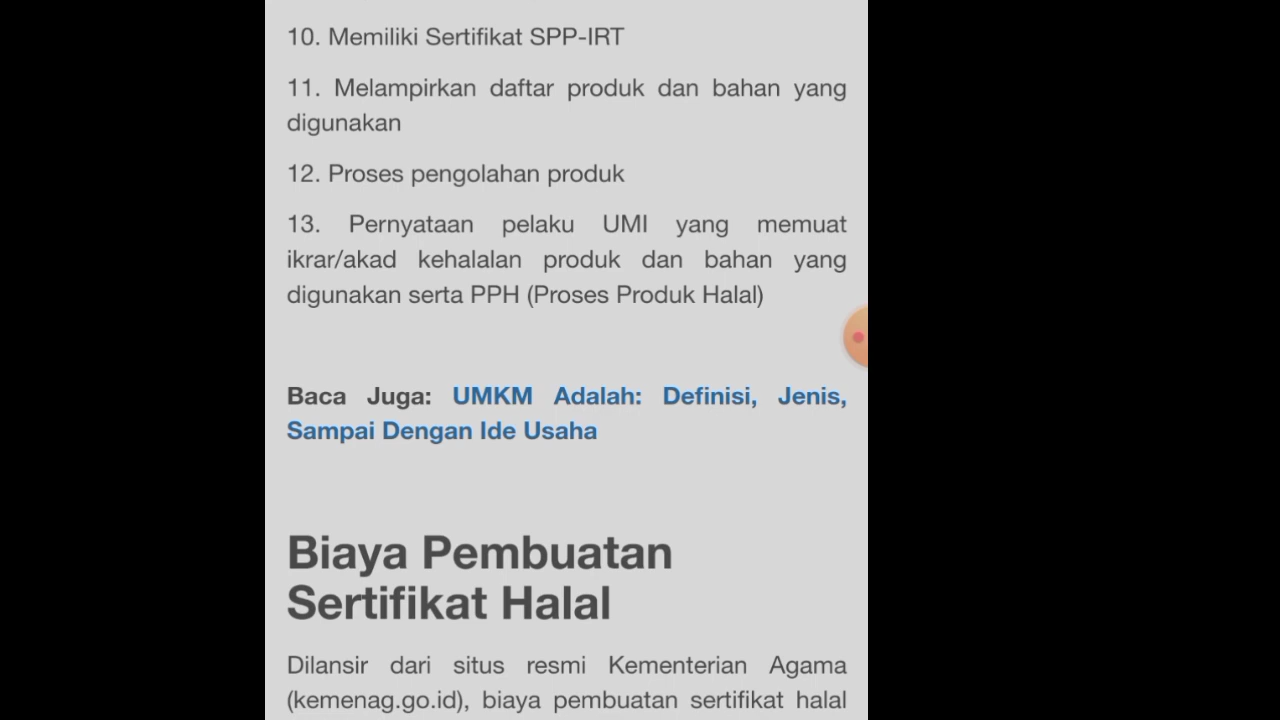 10. Memiliki Sertifikat SPP-IRT
11. Melampirkan daftar produk dan bahan yang
digunakan
12. Proses pengolahan produk
13. Pernyataan pelaku UMI yang memuat
ikrar/akad kehalalan produk dan bahan yang
digunakan serta PPH (Proses Produk Halal)
Baca Juga: UMKM Adalah: Definisi, Jenis,
Sampai Dengan Ide Usaha
Biaya Pembuatan
Sertifikat Halal
Dilansir dari situs resmi Kementerian Agama
(kemenag.go.id), biaya pembuatan sertifikat halal